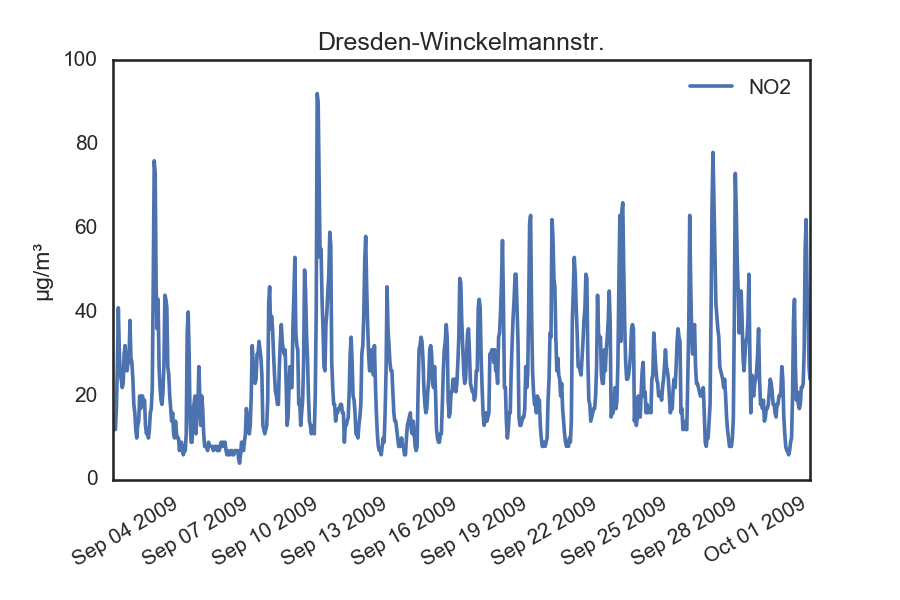 Dresden-Winckelmannstr.
NO2
µg/m³
100
80
60
40
20
0
Sep 04 2009
Sep 07 2009
Sep 10 2009
Sep 13 2009
Sep 16 2009
Sep 19 2009
Sep 22 2009
Sep 25 2009
Sep 28 2009
Oct 01 2009